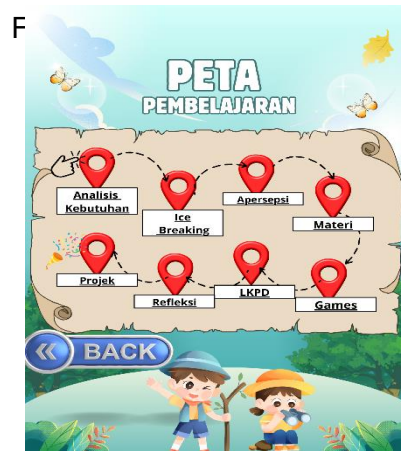 F
PETA
PEMBELAJARAN
Analisis
Kebutuhan
Ice
Breaking
Apersepsi
Materi
Projek
Refleksi
LKPD
Games
BACK